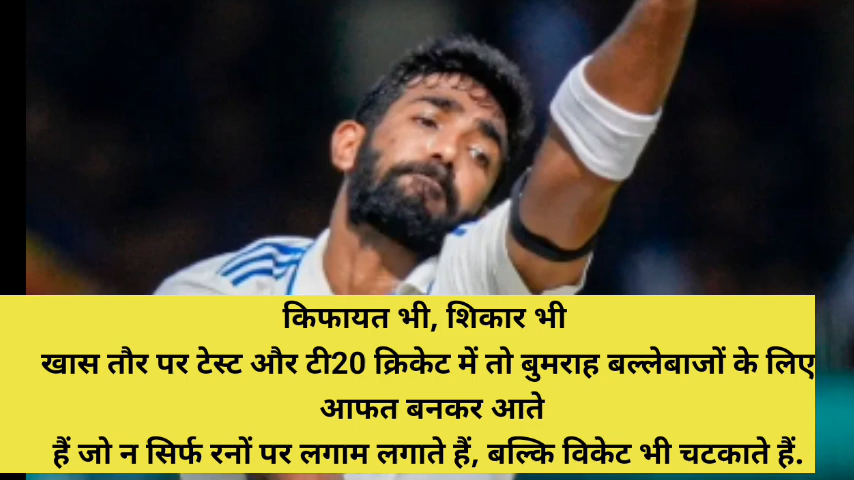 किफायत भी, शिकार भी
खास तौर पर टेस्ट और टी20 क्रिकेट में तो बुमराह बल्लेबाजों के लिए
आफत बनकर आते
हैं जो न सिर्फ रनों पर लगाम लगाते हैं, बल्कि विकेट भी चटकाते हैं.